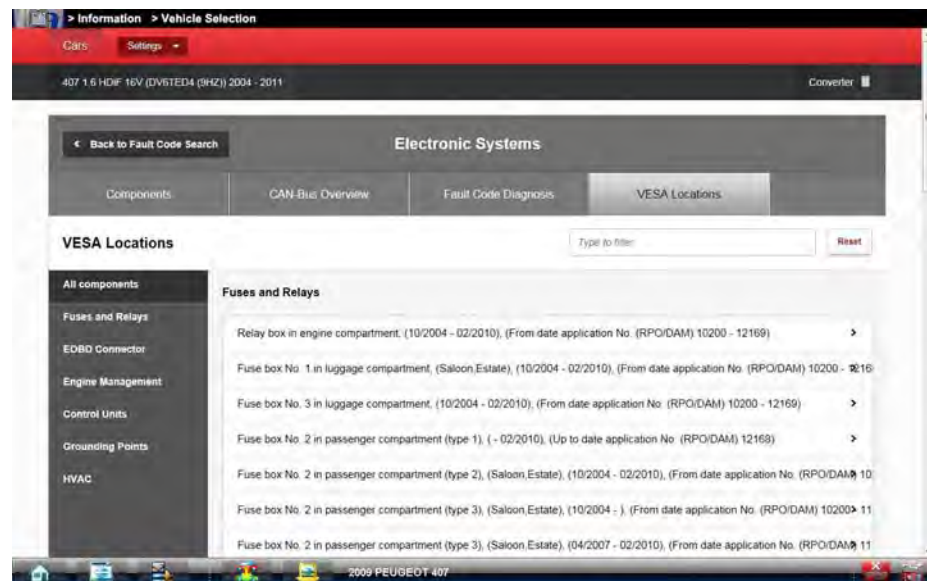 > Information > Vehicle Selection
Cars Settings
407 1.6 HDiF 16V (DV6TED4 (9HZ)) 2004 - 2011 Converter
Back to Fault Code Search Electronic Systems
Components CAN-Bus Overview Fault Code Diagnosis VESA Locations
VESA Locations Type to filter Reset
All components
Fuses and Relays
EOBD Connector
Engine Management
Control Units
Grounding Points
HVAC
Fuses and Relays
Relay box in engine compartment, (10/2004 - 02/2010), (From date application No. (RPO/DAM) 10200 - 12169)
Fuse box No. 1 in luggage compartment, (Saloon,Estate), (10/2004 - 02/2010), (From date application No. (RPO/DAM) 10200 - 1216
Fuse box No. 3 in luggage compartment, (10/2004 - 02/2010), (From date application No. (RPO/DAM) 10200 - 12169)
Fuse box No. 2 in passenger compartment (type 1), ( - 02/2010), (Up to date application No. (RPO/DAM) 12168)
Fuse box No. 2 in passenger compartment (type 2), (Saloon,Estate), (10/2004 - 02/2010), (From date application No. (RPO/DAM) 10
Fuse box No. 2 in passenger compartment (type 3), (Saloon,Estate), (10/2004 - ), (From date application No. (RPO/DAM) 10200 11
Fuse box No. 2 in passenger compartment (type 3), (Saloon,Estate), (04/2007 - 02/2010), (From date application No. (RPO/DAM) 11
2009 PEUGEOT 407